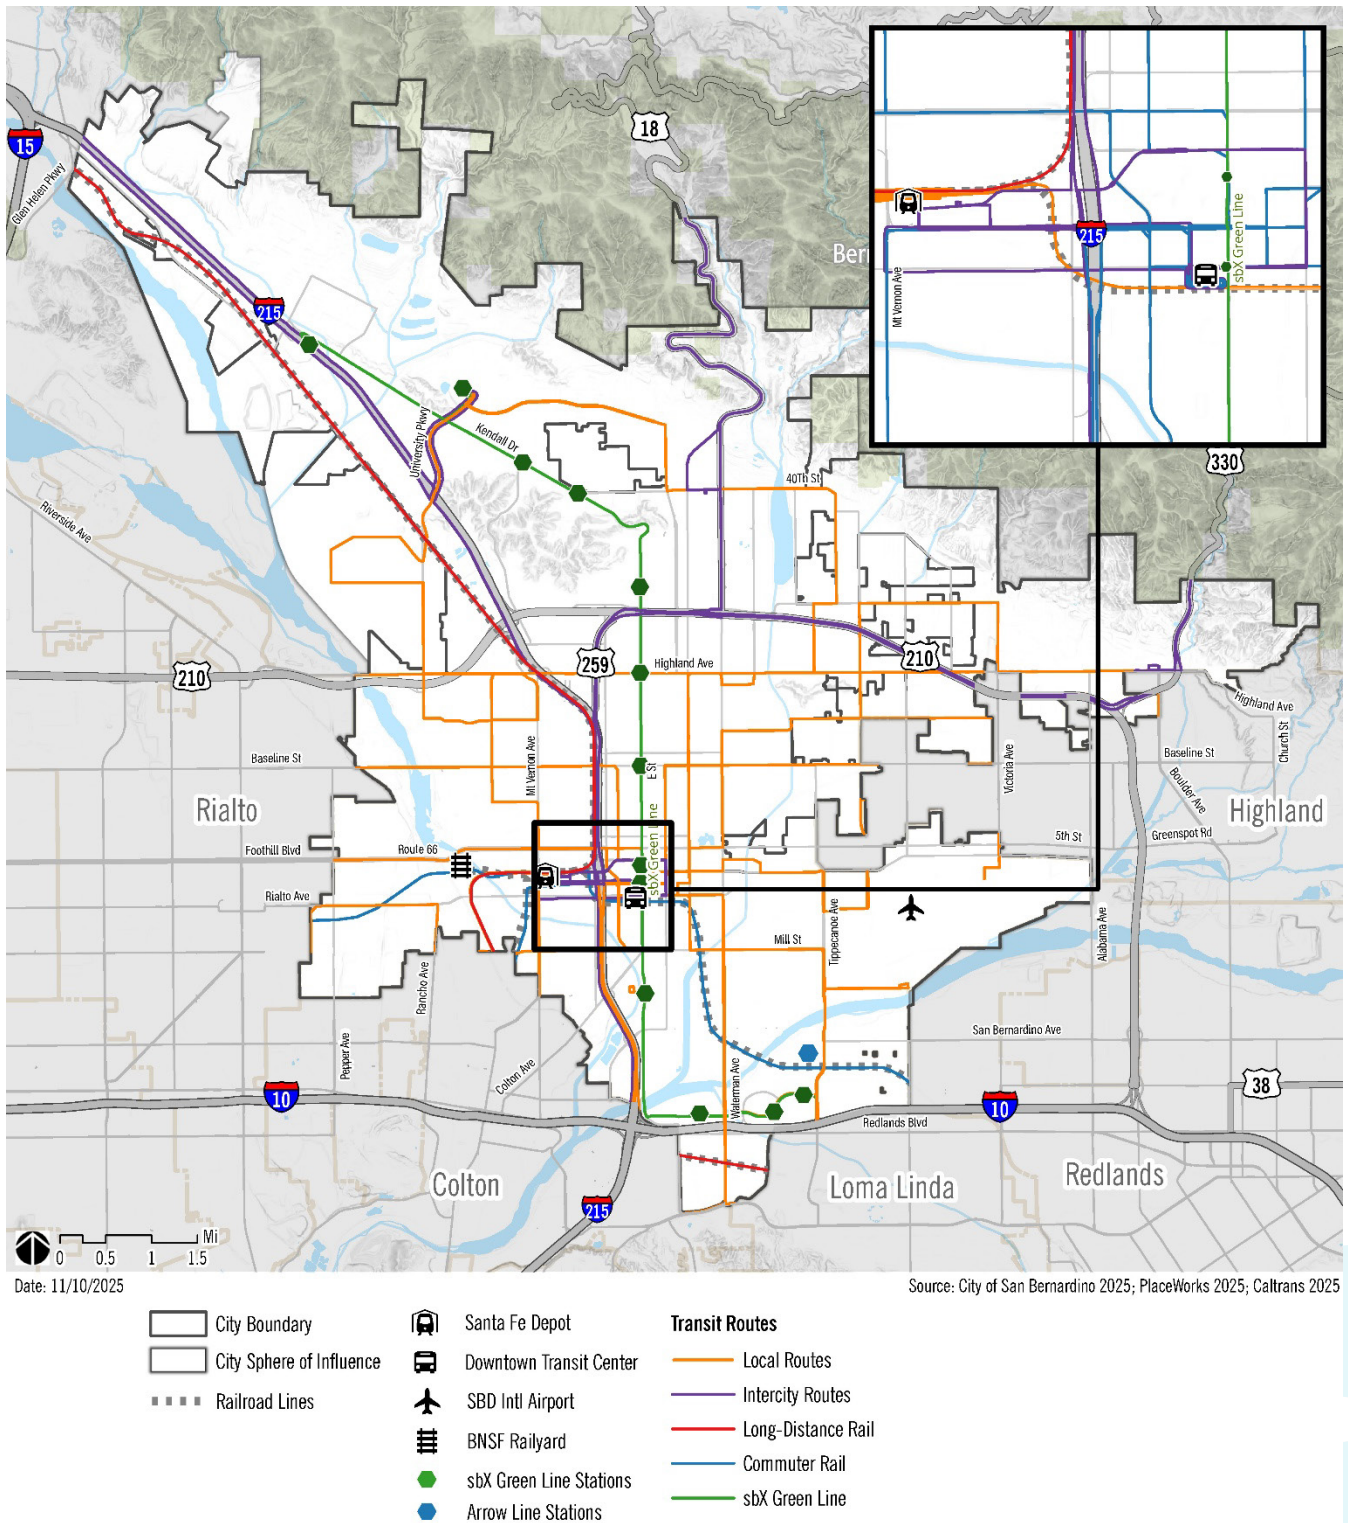 18
15
Glen Helen Pkwy
Ber
215
Mt Vernon Ave
sbX Green Line
215
330
University Pkwy
Kendall Dr
40Th St
Riverside Ave
210
259
Highland Ave
210
Highland Ave
Church St
Baseline St
Mt Vernon Ave
E St
Victoria Ave
Baseline St
Boulder Ave
Rialto
Highland
Foothill Blvd
Route 66
sbX Green Line
5th St
Greenspot Rd
Rialto Ave
Mill St
Tippecanoe Ave
Alabama Ave
Rancho Ave
Pepper Ave
Colton Ave
Waterman Ave
San Bernardino Ave
10
10
38
Redlands Blvd
Colton
Loma Linda
Redlands
215
Mi
0 0.5 1 1.5
Date: 11/10/2025
Source: City of San Bernardino 2025; PlaceWorks 2025; Caltrans 2025
City Boundary
City Sphere of Influence
Railroad Lines
Santa Fe Depot
Downtown Transit Center
SBD Intl Airport
BNSF Railyard
sbX Green Line Stations
Arrow Line Stations
Transit Routes
Local Routes
Intercity Routes
Long-Distance Rail
Commuter Rail
sbX Green Line